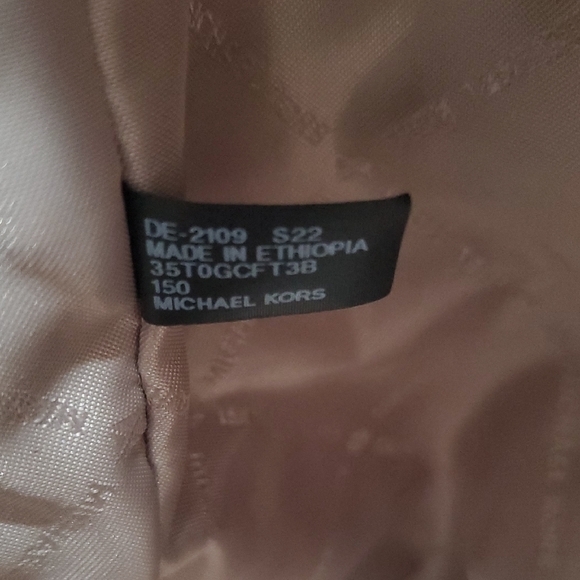 DE-2109 S22
MADE IN ETHIOPIA
35T0GCFT3B
150
MICHAEL KORS